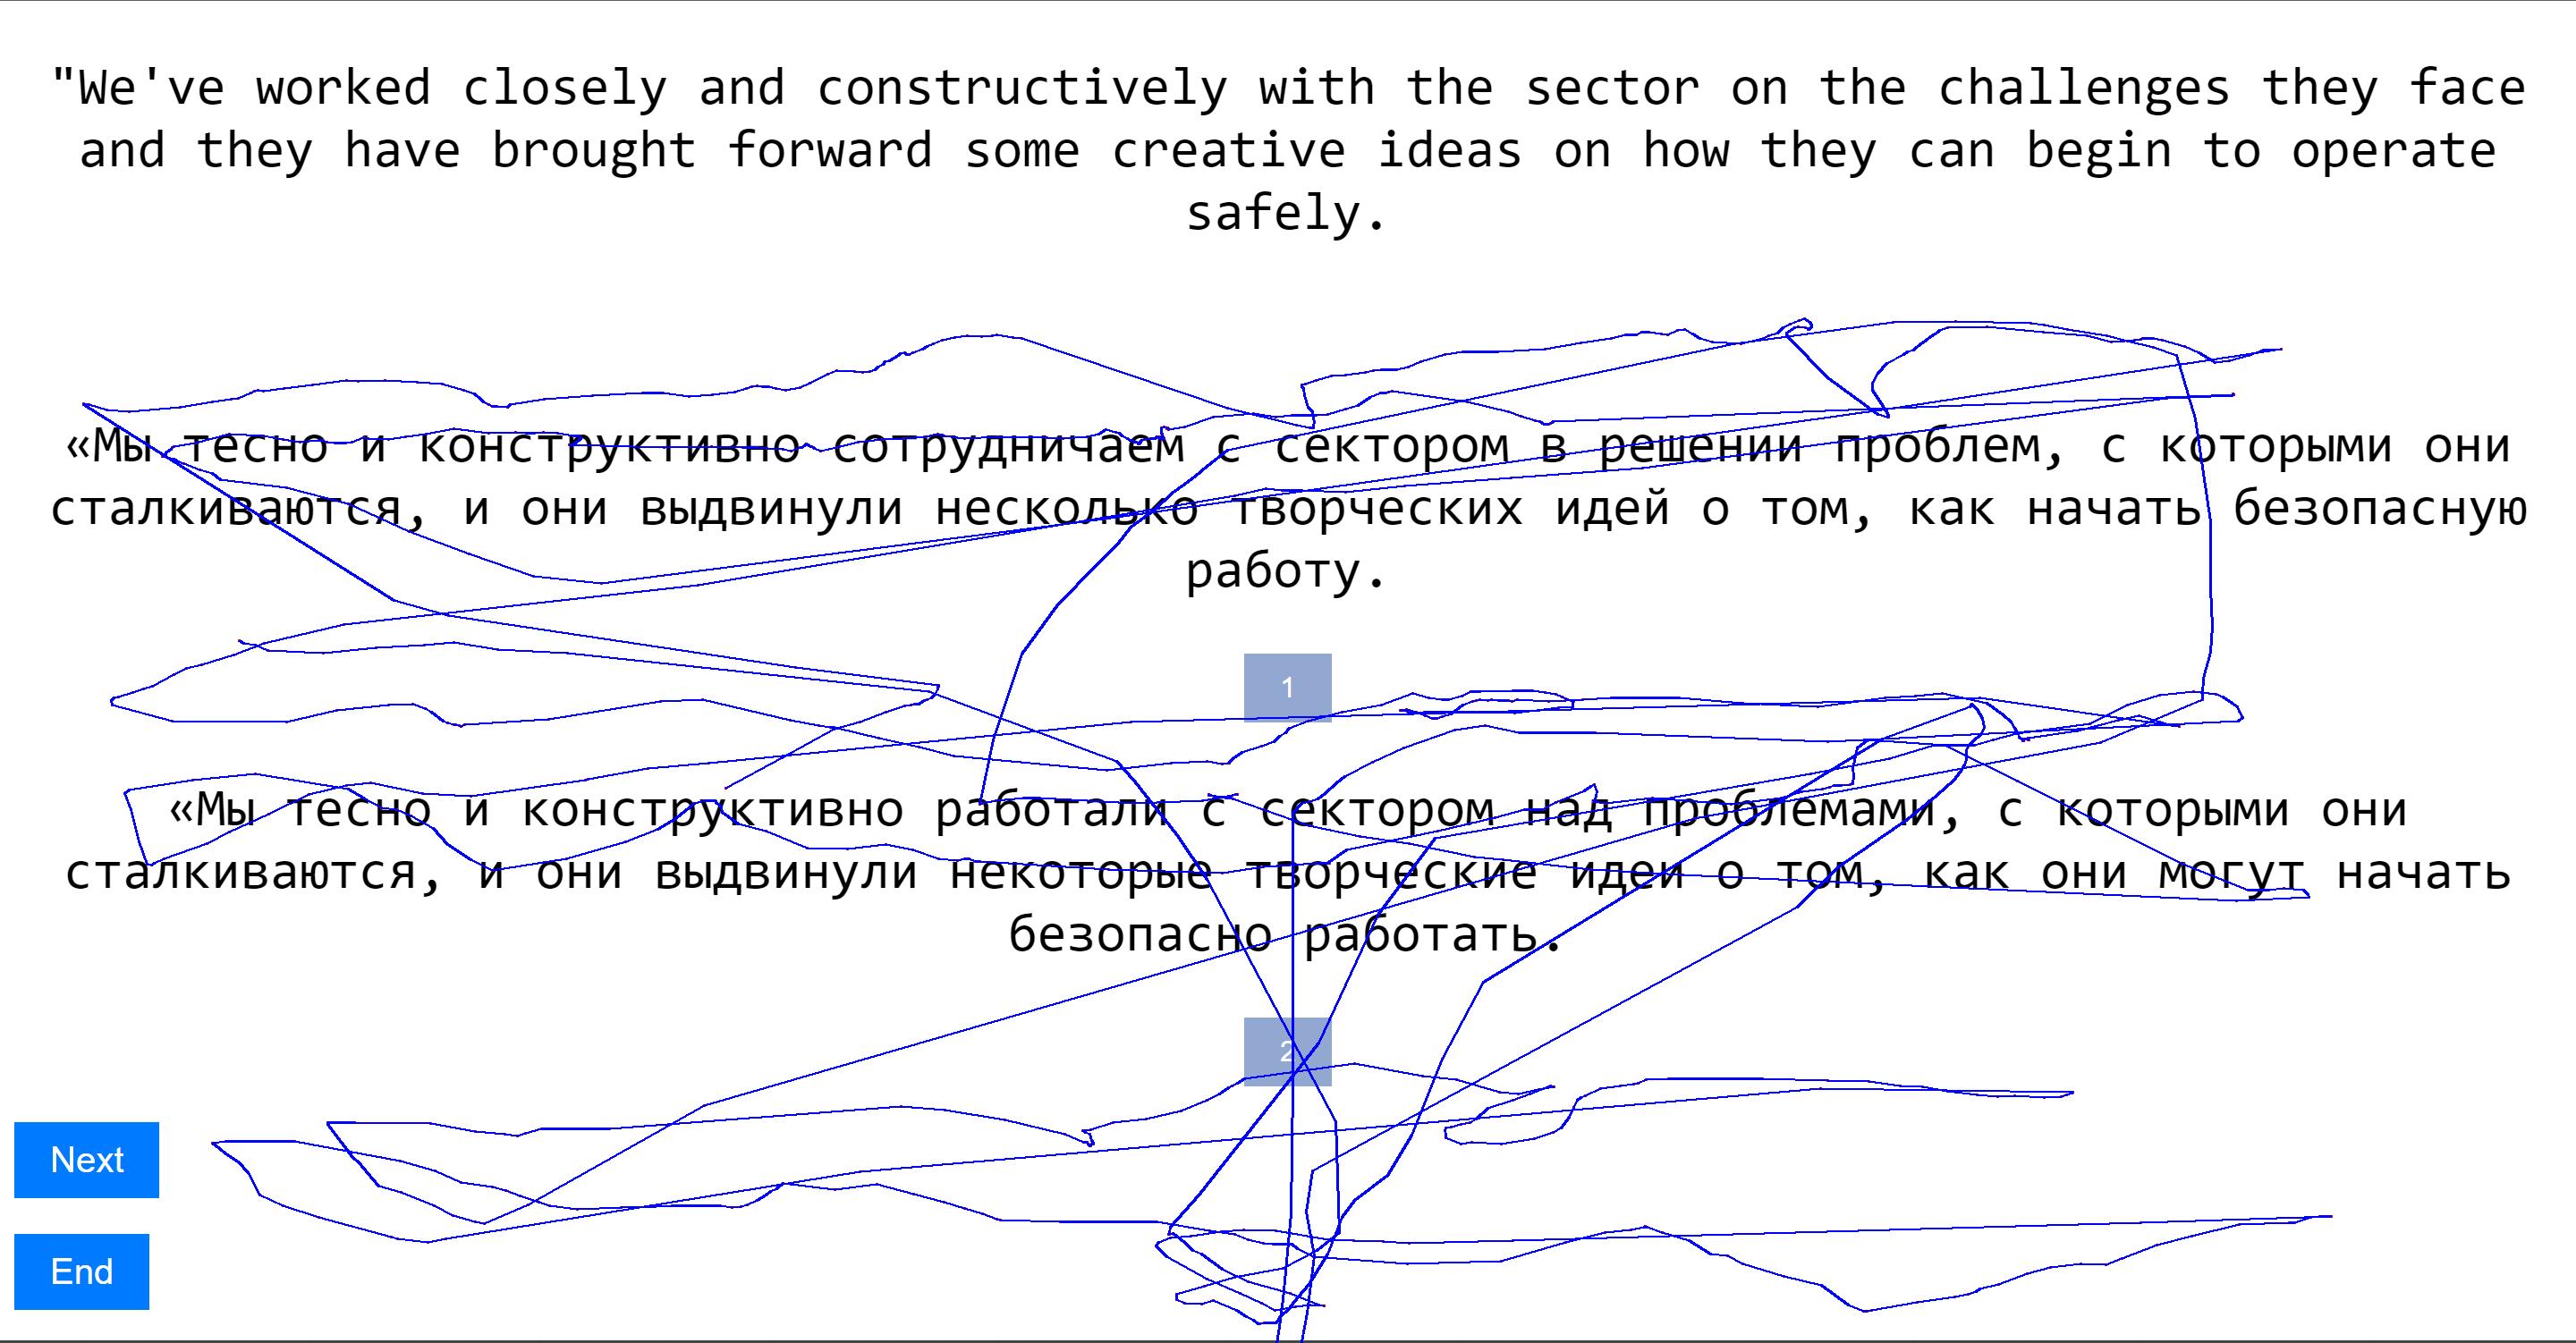 "We've worked closely and constructively with the sector on the challenges they face
and they have brought forward some creative ideas on how they can begin to operate
safely.
«Мы тесно и конструктивно сотрудничаем с сектором в решении проблем, с которыми они
сталкиваются, и они выдвинули несколько творческих идей о том, как начать безопасную
работу.
1
«Мы тесно и конструктивно работали с сектором над проблемами, с которыми они
сталкиваются, и они выдвинули некоторые творческие идеи о том, как они могут начать
безопасно работать.
2
Next
End